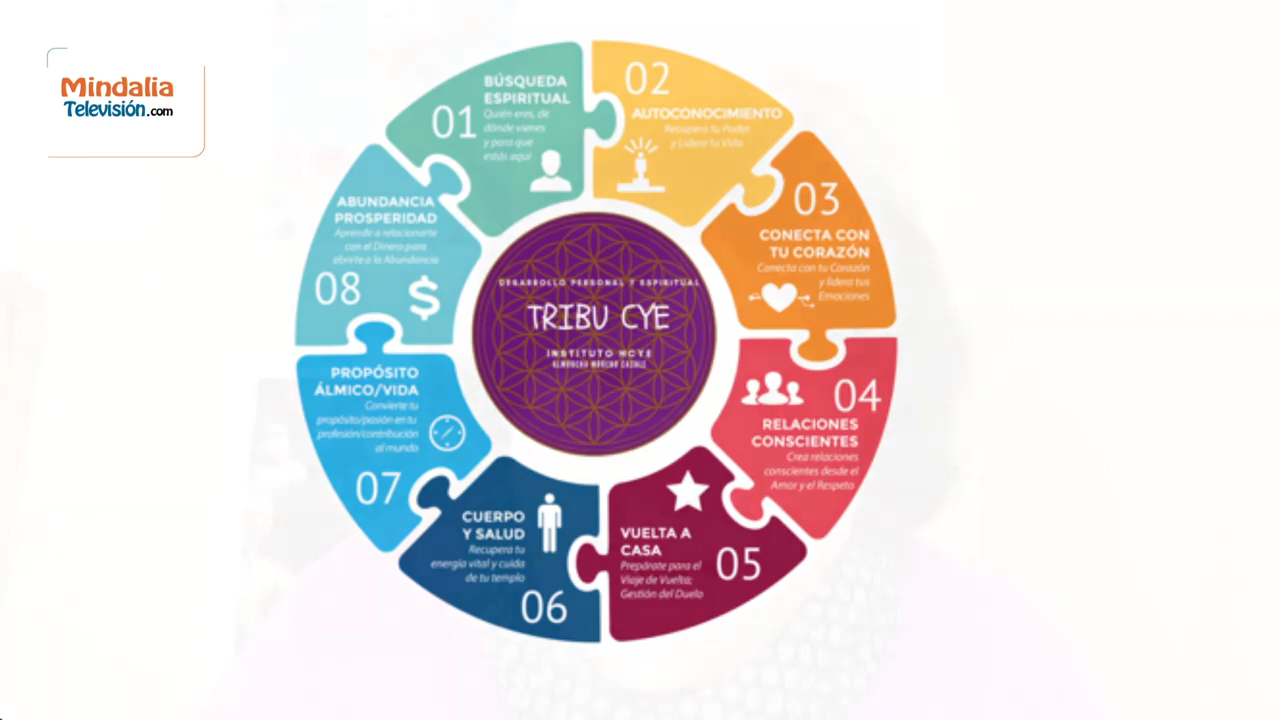 Mindalia
Televisión.com
01
BÚSQUEDA
ESPIRITUAL
Quién eres, de
dónde vienes
y para que
estás aquí
02
AUTOCONOCIMIENTO
Recupera tu Poder
y Lidera tu Vida
03
CONECTA CON
TU CORAZÓN
Conecta con tu Corazón
y lidera tus
Emociones
04
RELACIONES
CONSCIENTES
Crea relaciones
conscientes desde el
Amor y el Respeto
VUELTA A
CASA
05
Prepárate para el
Viaje de Vuelta;
Gestión del Duelo
CUERPO
Y SALUD
Recupera tu
energía vital y cuida
de tu templo
06
PROPÓSITO
ÁLMICO/VIDA
Convierte tu
propósito/pasión en tu
profesión/contribución
al mundo
07
ABUNDANCIA
PROSPERIDAD
Aprende a relacionarte
con el Dinero para
abrirte a la Abundancia
08
$
DESARROLLO PERSONAL Y ESPIRITUAL
TRIBU CYE
INSTITUTO HCYE